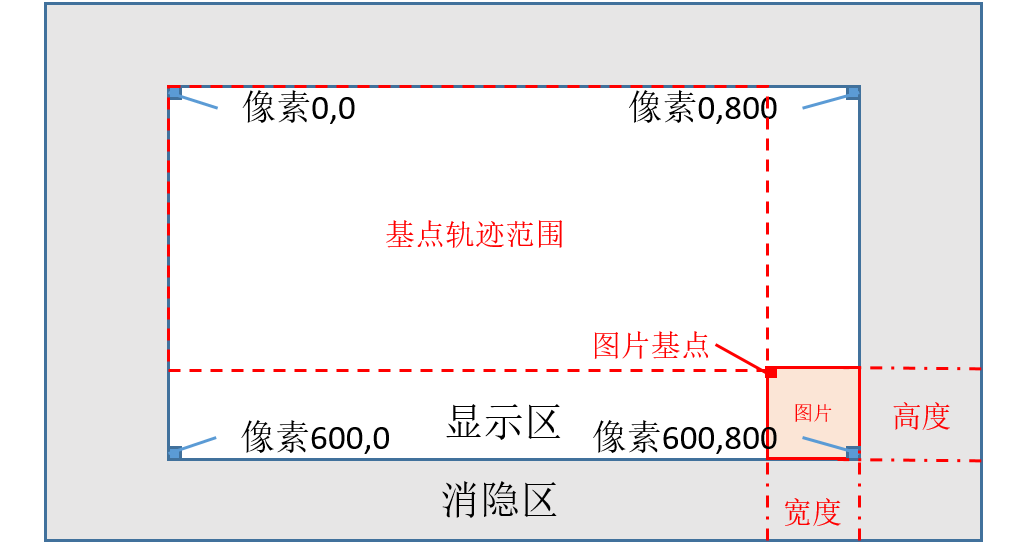 像素0,0
像素0,800
基点轨迹范围
图片基点
显示区
图片
高度
像素600,0
像素600,800
消隐区
宽度